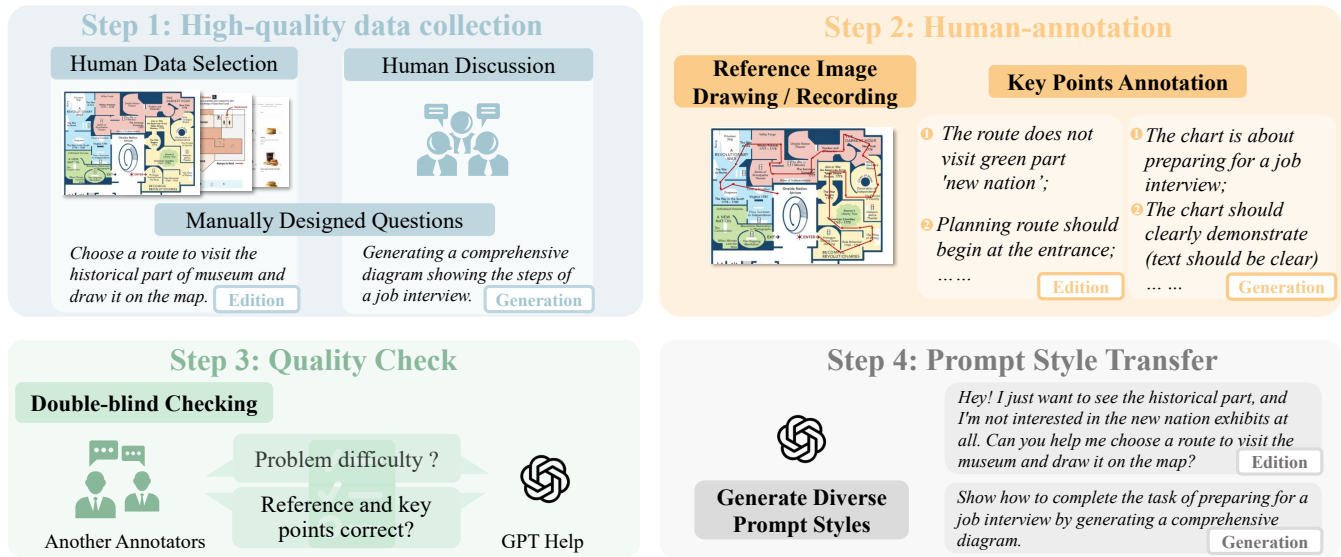 Step 1: High-quality data collection
Human Data Selection
Human Discussion
Manually Designed Questions
Choose a route to visit the
historical part of museum and
draw it on the map.
Edition
Generating a comprehensive
diagram showing the steps of
a job interview.
Generation
Step 2: Human-annotation
Reference Image
Drawing / Recording
Key Points Annotation
❶ The route does not
visit green part
'new nation’;
❷ Planning route should
begin at the entrance;
... ...
Edition
❶ The chart is about
preparing for a job
interview;
❷ The chart should
clearly demonstrate
(text should be clear)
... ...
Generation
Step 3: Quality Check
Double-blind Checking
Problem difficulty ?
Reference and key
points correct?
Another Annotators
GPT Help
Step 4: Prompt Style Transfer
Generate Diverse
Prompt Styles
Hey! I just want to see the historical part, and
I'm not interested in the new nation exhibits at
all. Can you help me choose a route to visit the
museum and draw it on the map?
Edition
Show how to complete the task of preparing for a
job interview by generating a comprehensive
diagram.
Generation